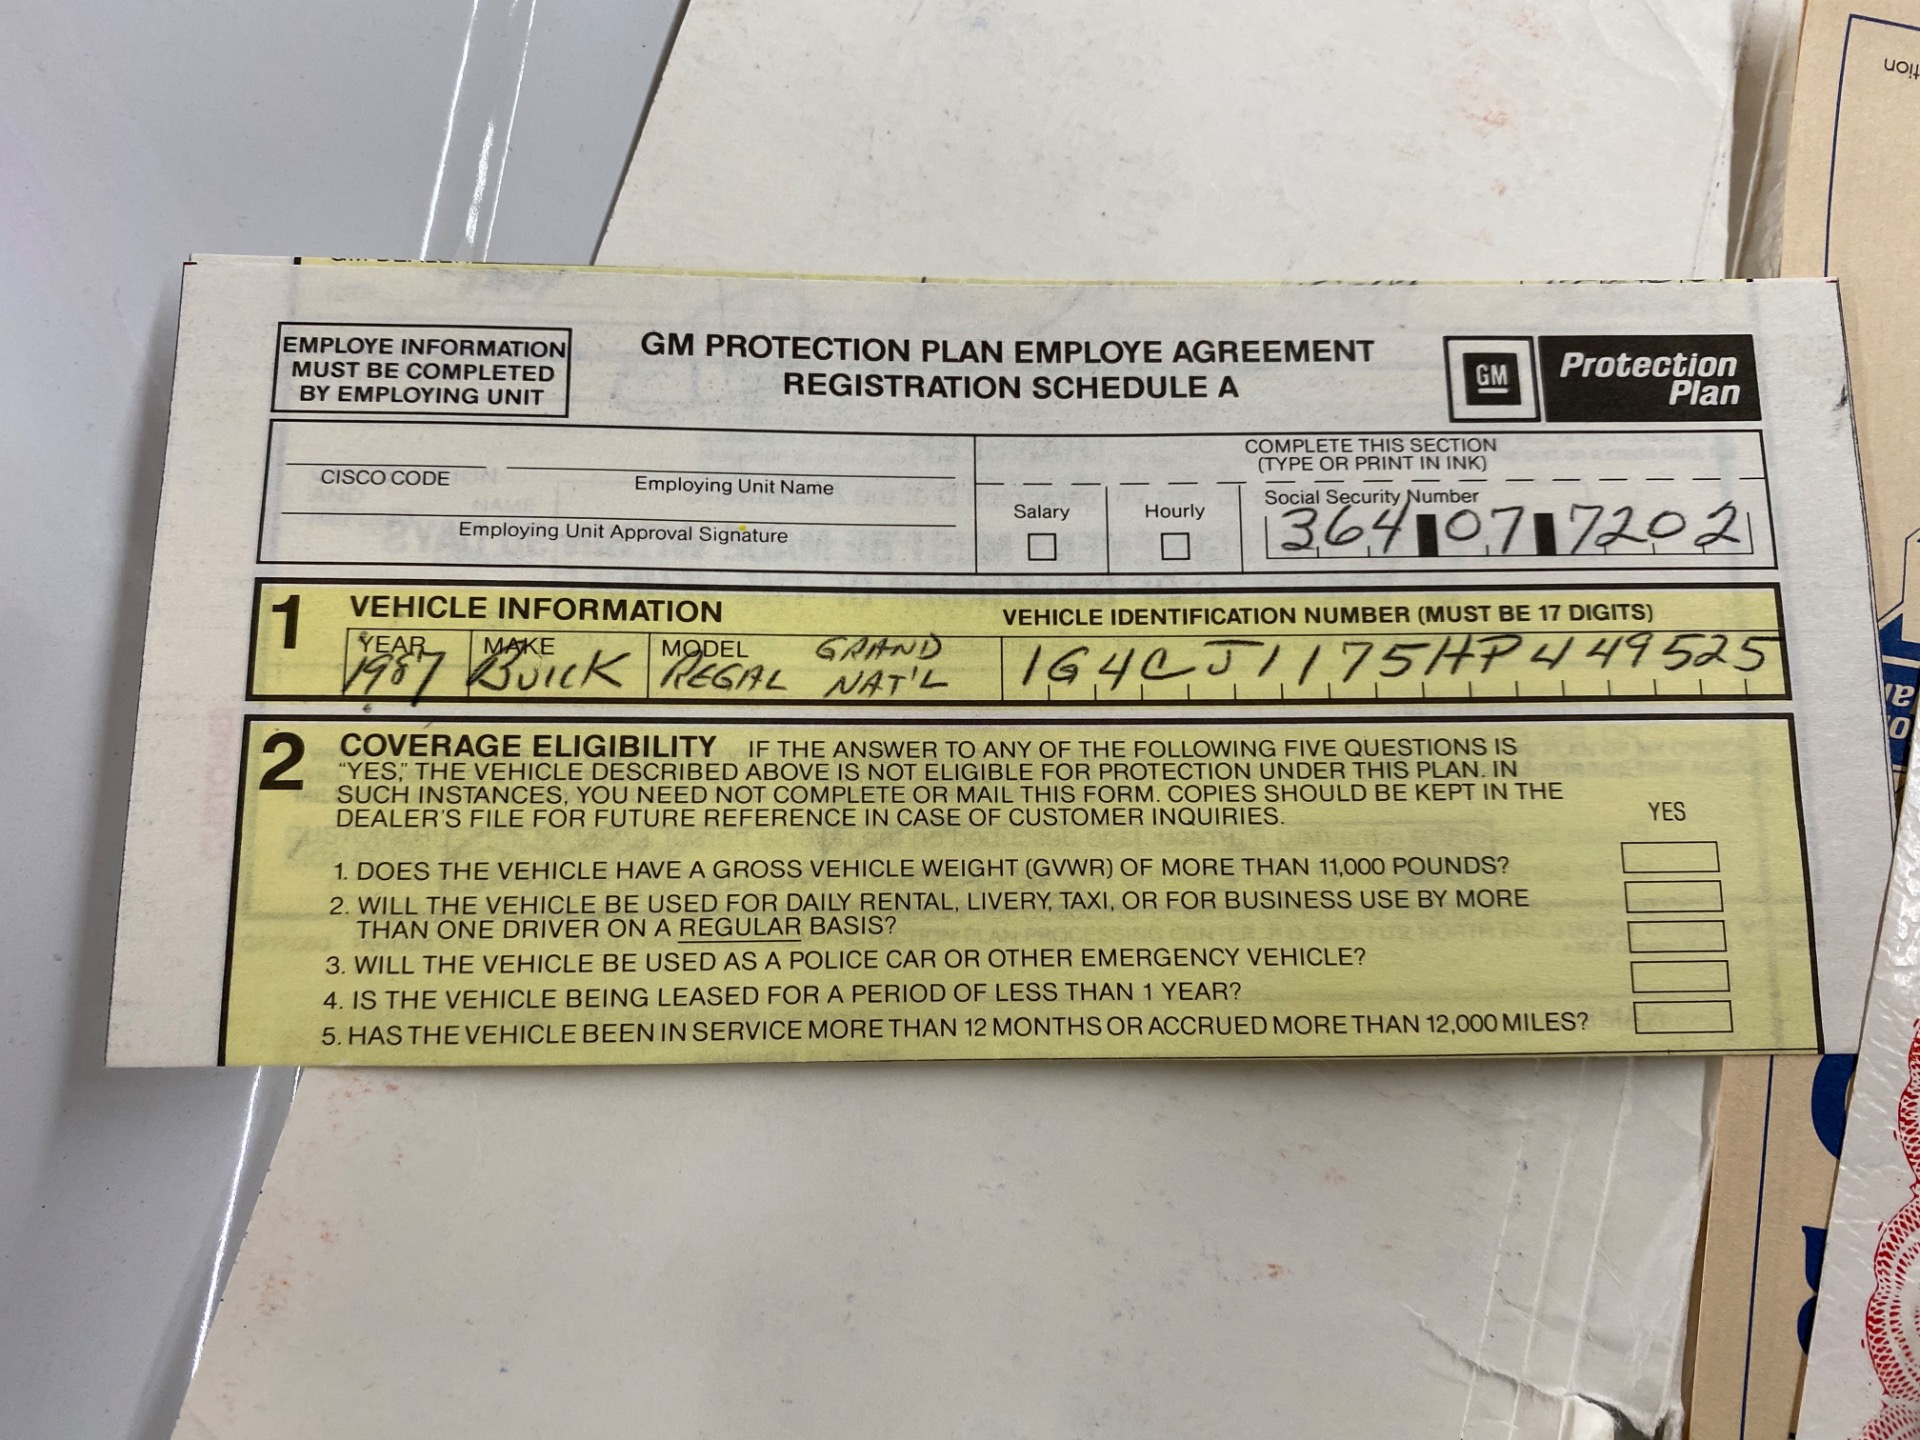 EMPLOYE INFORMATION
MUST BE COMPLETED
BY EMPLOYING UNIT
GM PROTECTION PLAN EMPLOYE AGREEMENT
REGISTRATION SCHEDULE A
GM
Protection
Plan
CISCO CODE
Employing Unit Name
Employing Unit Approval Signature
COMPLETE THIS SECTION
(TYPE OR PRINT IN INK)
Salary
Hourly
Social Security Number
364 07 7202
1 VEHICLE INFORMATION
VEHICLE IDENTIFICATION NUMBER (MUST BE 17 DIGITS)
YEAR
1987
MAKE
BUICK
MODEL
REGAL GRAND NAT'L
1G4CJ1175HP449525
2 COVERAGE ELIGIBILITY IF THE ANSWER TO ANY OF THE FOLLOWING FIVE QUESTIONS IS
"YES," THE VEHICLE DESCRIBED ABOVE IS NOT ELIGIBLE FOR PROTECTION UNDER THIS PLAN. IN
SUCH INSTANCES, YOU NEED NOT COMPLETE OR MAIL THIS FORM. COPIES SHOULD BE KEPT IN THE
DEALER'S FILE FOR FUTURE REFERENCE IN CASE OF CUSTOMER INQUIRIES.
YES
1. DOES THE VEHICLE HAVE A GROSS VEHICLE WEIGHT (GVWR) OF MORE THAN 11,000 POUNDS?
2. WILL THE VEHICLE BE USED FOR DAILY RENTAL, LIVERY, TAXI, OR FOR BUSINESS USE BY MORE
THAN ONE DRIVER ON A REGULAR BASIS?
3. WILL THE VEHICLE BE USED AS A POLICE CAR OR OTHER EMERGENCY VEHICLE?
4. IS THE VEHICLE BEING LEASED FOR A PERIOD OF LESS THAN 1 YEAR?
5. HAS THE VEHICLE BEEN IN SERVICE MORE THAN 12 MONTHS OR ACCRUED MORE THAN 12,000 MILES?